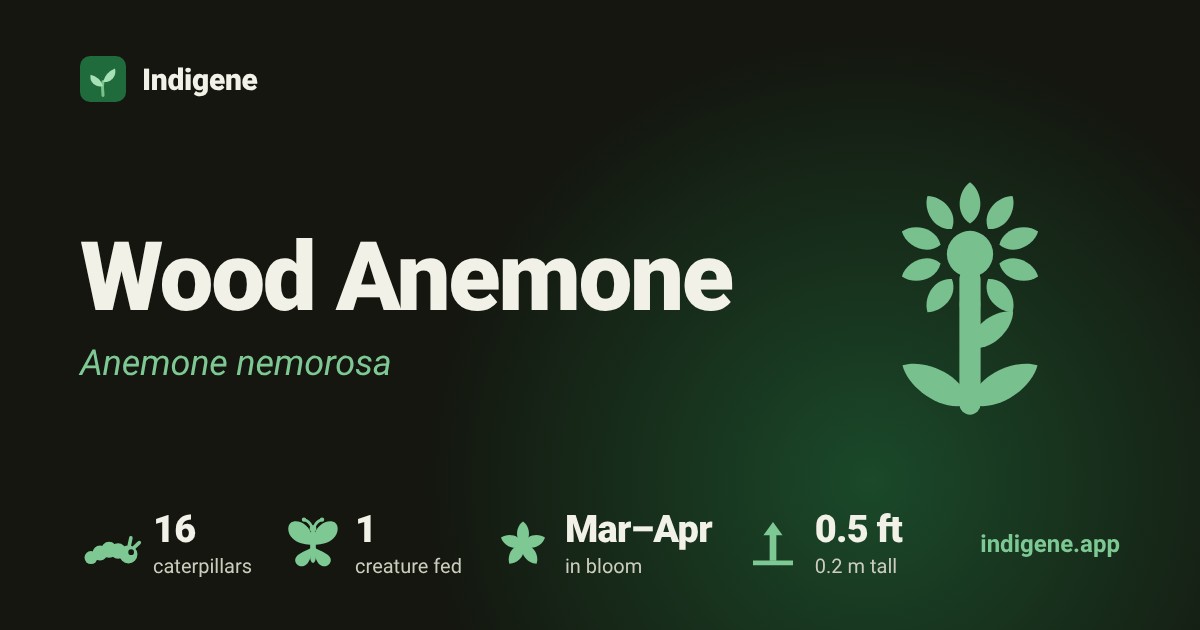 Indigene
Wood Anemone
Anemone nemorosa
16
caterpillars
1
creature fed
Mar–Apr
in bloom
0.5 ft
0.2 m tall
indigene.app